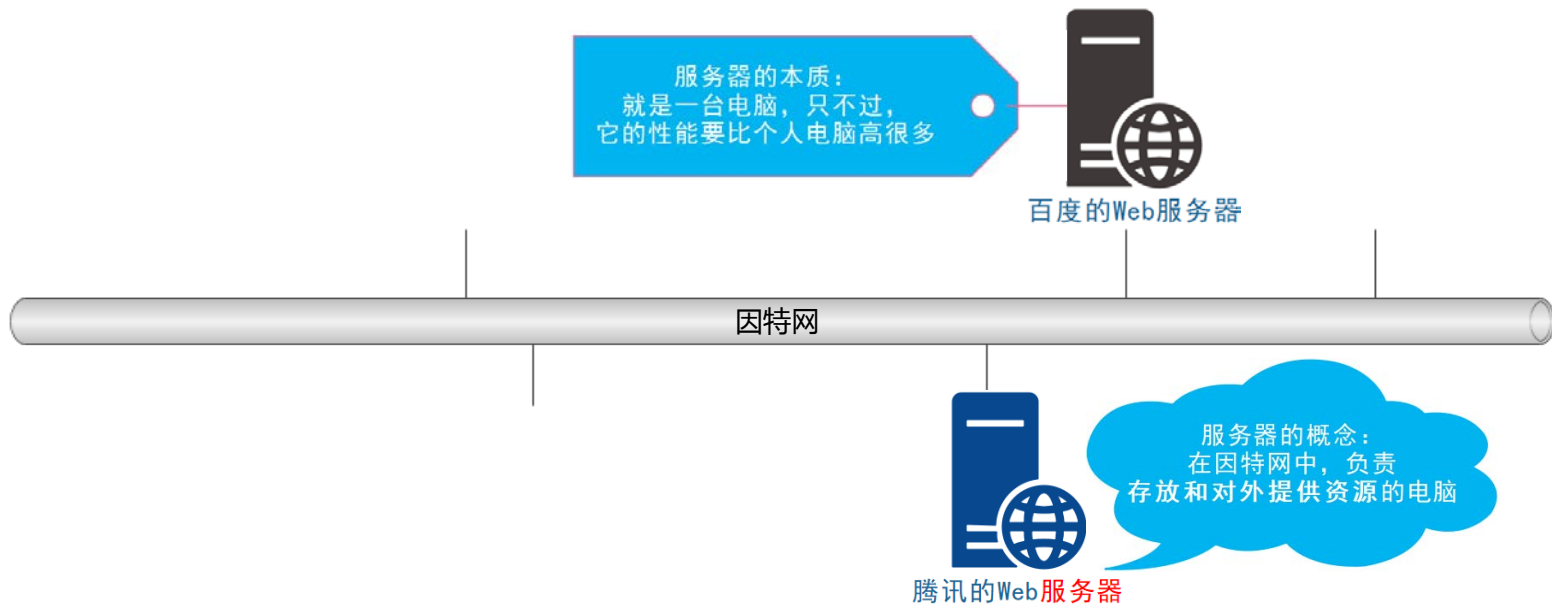 服务器的本质：
就是一台电脑，只不过，
它的性能要比个人电脑高很多
百度的Web服务器
因特网
服务器的概念：
在因特网中，负责
存放和对外提供资源的电脑
腾讯的Web服务器